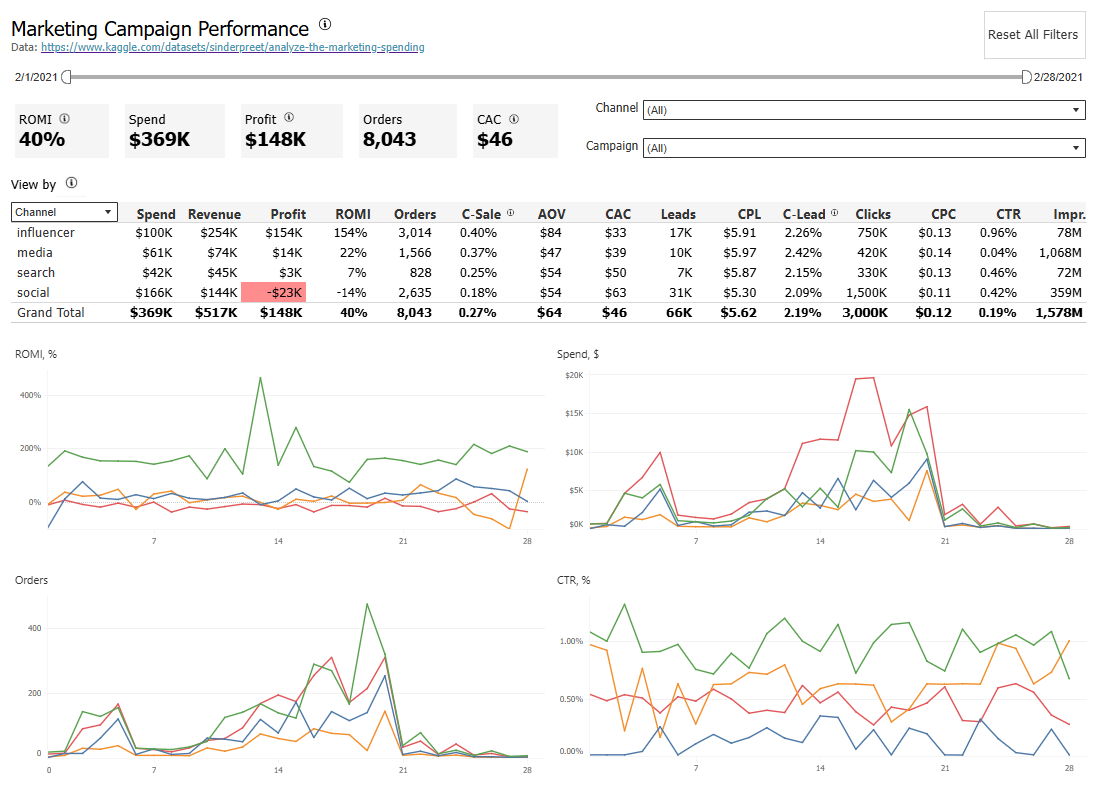 Marketing Campaign Performance
Data: https://www.kaggle.com/datasets/sinderpreet/analyze-the-marketing-spending
Reset All Filters
2/1/2021 2/28/2021
ROMI Spend Profit Orders CAC
40% $369K $148K 8,043 $46
Channel (All)
Campaign (All)
View by
Channel Spend Revenue Profit ROMI Orders C-Sale AOV CAC Leads CPL C-Lead Clicks CPC CTR Impr.
influencer $100K $254K $154K 154% 3,014 0.40% $84 $33 17K $5.91 2.26% 750K $0.13 0.96% 78M
media $61K $74K $14K 22% 1,566 0.37% $47 $39 10K $5.97 2.42% 420K $0.14 0.04% 1,068M
search $42K $45K $3K 7% 828 0.25% $54 $50 7K $5.87 2.15% 330K $0.13 0.46% 72M
social $166K $144K -$23K -14% 2,635 0.18% $54 $63 31K $5.30 2.09% 1,500K $0.11 0.42% 359M
Grand Total $369K $517K $148K 40% 8,043 0.27% $64 $46 66K $5.62 2.19% 3,000K $0.12 0.19% 1,578M
ROMI, %
400%
200%
0%
7 14 21 28
Spend, $
$20K
$15K
$10K
$5K
$0K
7 14 21 28
Orders
400
200
0
0 7 14 21 28
CTR, %
1.00%
0.50%
0.00%
7 14 21 28